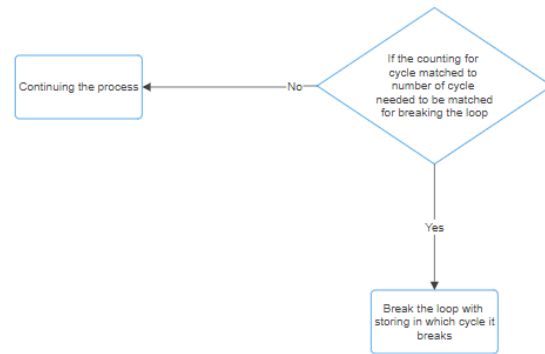 If the counting for
cycle matched to
number of cycle
needed to be matched
for breaking the loop
Continuing the process
No
Yes
Break the loop with
storing in which cycle it
breaks